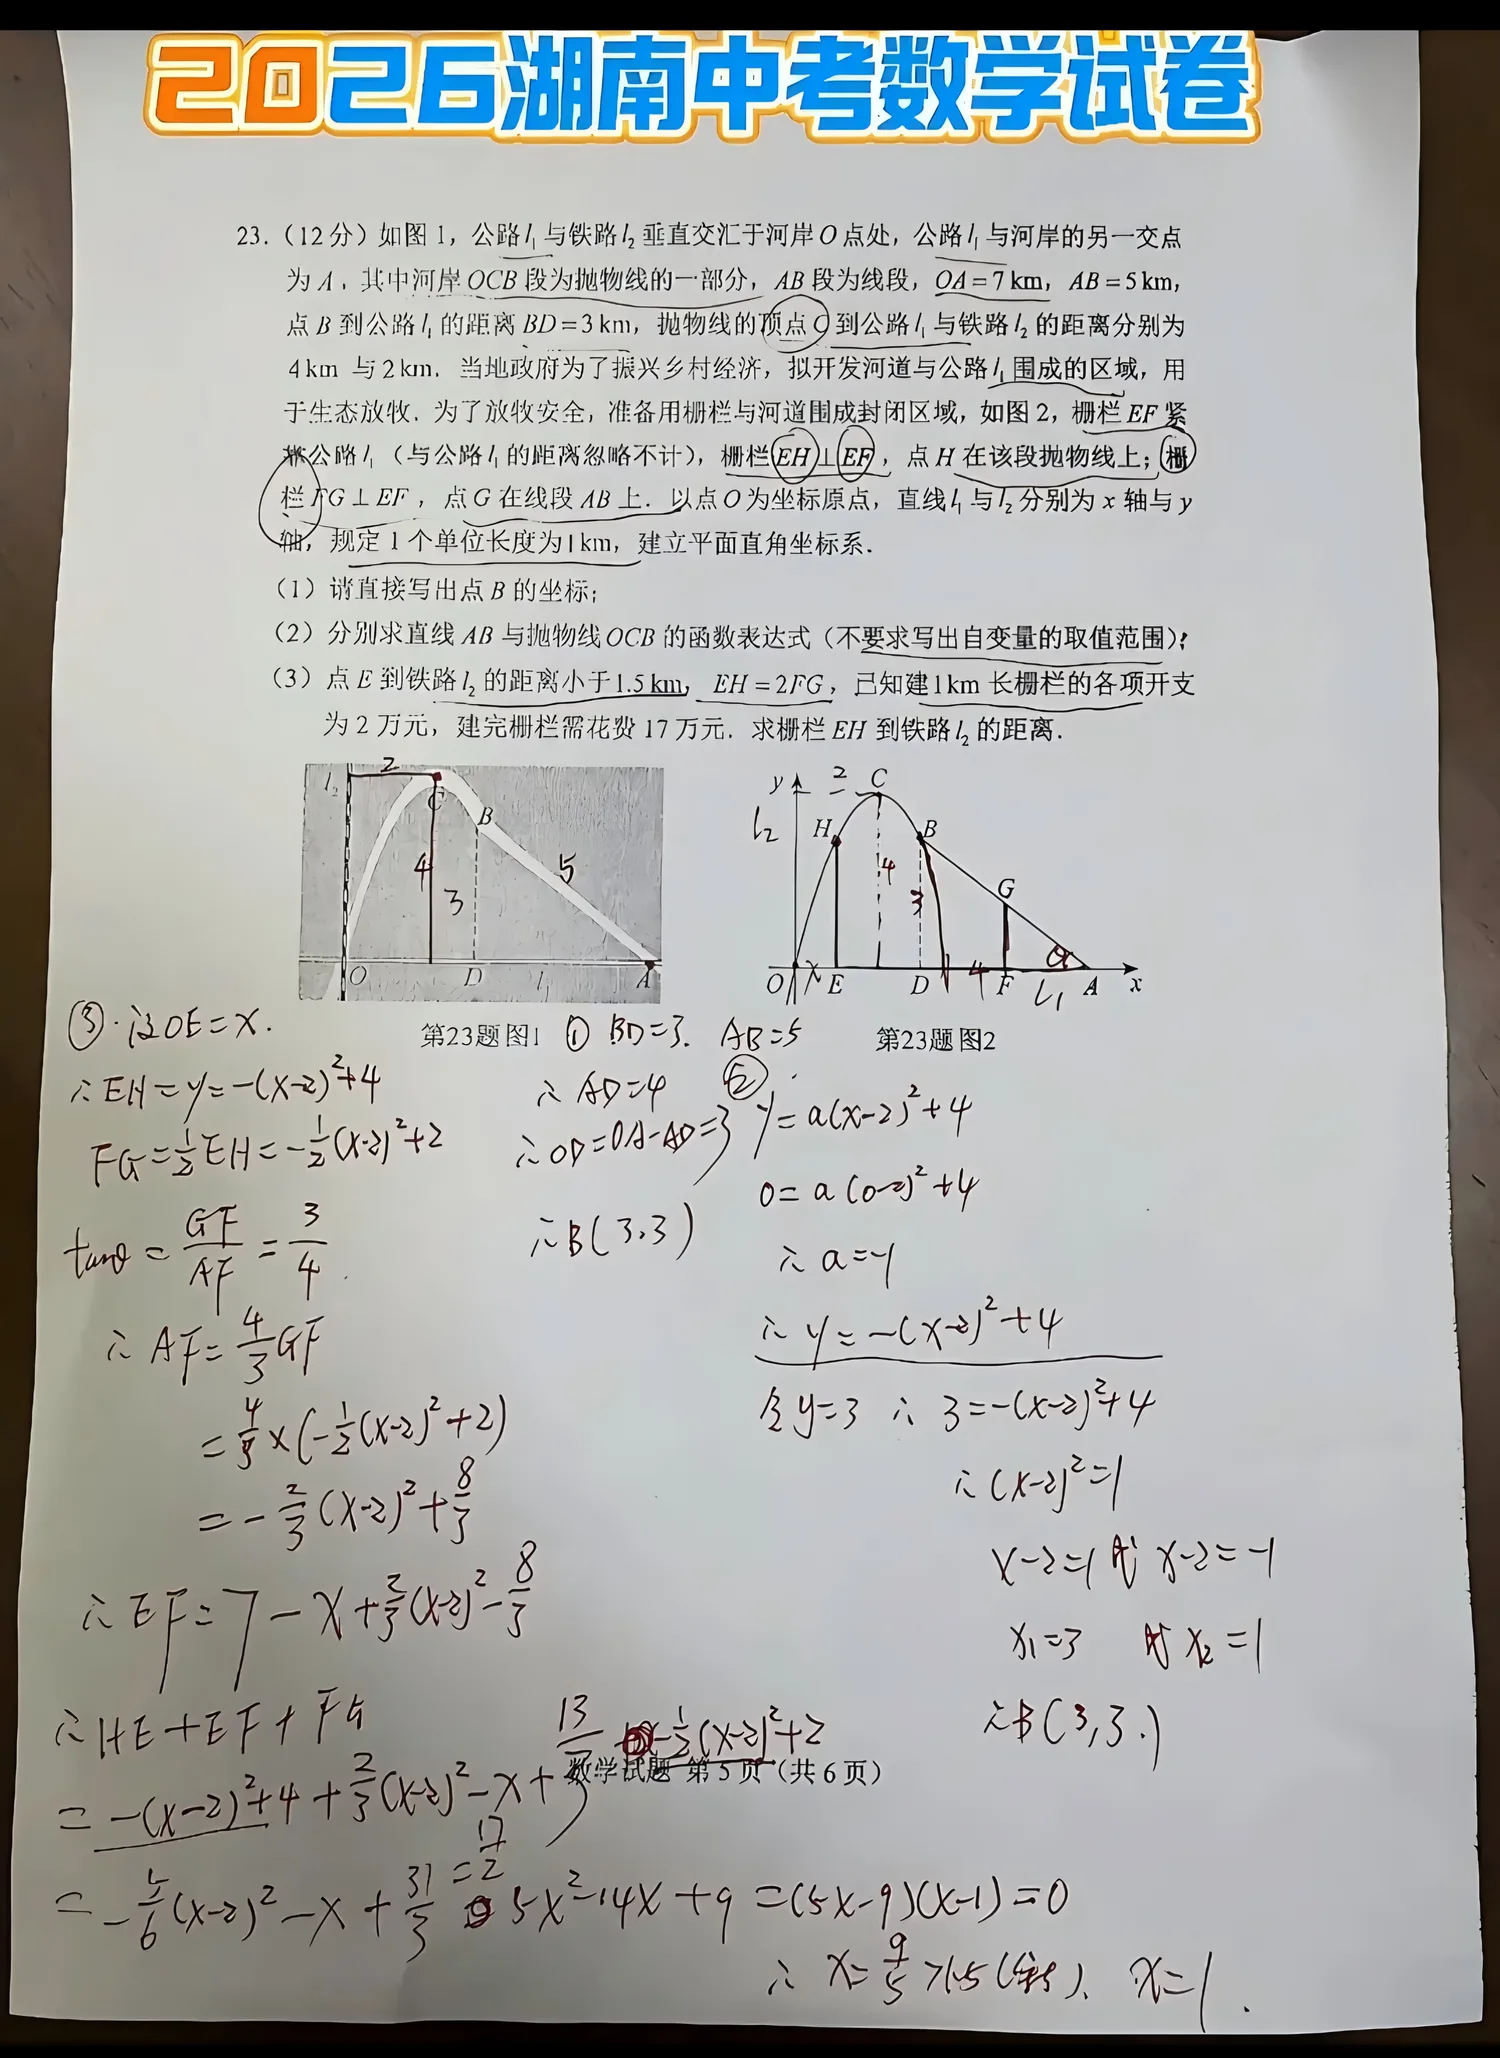 2026湖南中考数学试卷
23.（12分）如图1，公路l₁与铁路l₂垂直交汇于河岸O点处，公路l₁与河岸的另一交点
为A，其中河岸OCB段为抛物线的一部分，AB段为线段，OA=7km，AB=5km，
点B到公路l₁的距离BD=3km，抛物线的顶点C到公路l₁与铁路l₂的距离分别为
4km与2km．当地政府为了振兴乡村经济，拟开发河道与公路l₁围成的区域，用
于生态放牧．为了放牧安全，准备用栅栏与河道围成封闭区域，如图2，栅栏EF紧
靠公路l₁（与公路l₁的距离忽略不计），栅栏EH⊥EF，点H在该段抛物线上；栅
栏FG⊥EF，点G在线段AB上．以点O为坐标原点，直线l₁与l₂分别为x轴与y
轴，规定1个单位长度为1km，建立平面直角坐标系．
（1）请直接写出点B的坐标；
（2）分别求直线AB与抛物线OCB的函数表达式（不要求写出自变量的取值范围）；
（3）点E到铁路l₂的距离小于1.5km，EH=2FG，已知建1km长栅栏的各项开支
为2万元，建完栅栏需花费17万元．求栅栏EH到铁路l₂的距离．
l₂ 2 C B 4 3 5 O D l₁ A
y 2 C l₂ H B 4 3 G θ O x E D 4 F l₁ A x
第23题图1
第23题图2
③·设OE=x．
∴EH=y=-(x-2)²+4
FG=½EH=-½(x-2)²+2
tanθ=GF/AF=3/4
∴AF=4/3GF
=4/3×(-½(x-2)²+2)
=-2/3(x-2)²+8/3
∴EF=7-x+2/3(x-2)²-8/3
∴HE+EF+FG
=-(x-2)²+4+2/3(x-2)²-x+13/3-½(x-2)²+2
=-5/6(x-2)²-x+31/3=17/2
5x²-14x+9=(5x-9)(x-1)=0
∴x=9/5>1.5(舍)、x=1．
① BD=3．AB=5
∴AD=4
∴OD=OA-AD=3
∴B(3,3)
②
y=a(x-2)²+4
0=a(0-2)²+4
∴a=-1
∴y=-(x-2)²+4
令y=3 ∴3=-(x-2)²+4
∴(x-2)²=1
x-2=1或x-2=-1
x₁=3 或x₂=1
∴B(3,3.)
数学试题 第5页（共6页）